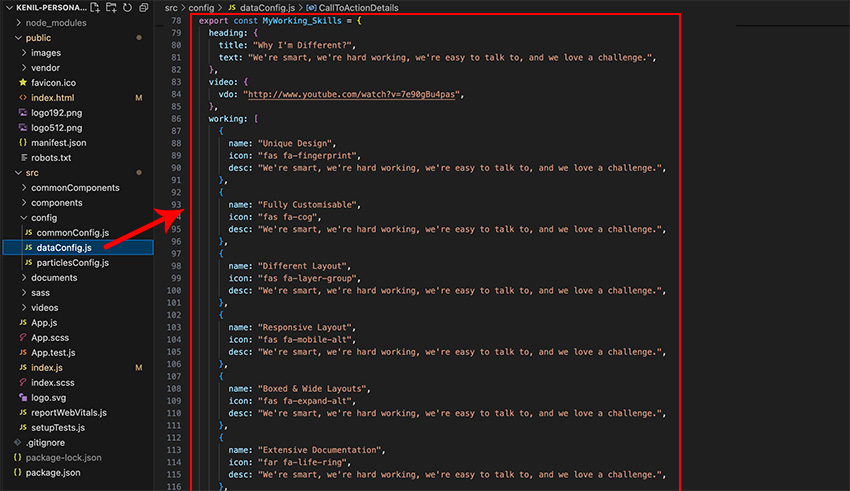 KENIL-PERSONA...
node_modules
public
images
vendor
favicon.ico
index.html M
logo192.png
logo512.png
manifest.json
robots.txt
src
commonComponents
components
config
commonConfig.js
dataConfig.js
particlesConfig.js
documents
sass
videos
App.js
App.scss
App.test.js
index.js M
index.scss
logo.svg
reportWebVitals.js
setupTests.js
.gitignore
package-lock.json
package.json
src > config > JS dataConfig.js > CallToActionDetails
78 export const MyWorking_Skills = {
79 heading: {
80 title: "Why I'm Different?",
81 text: "We're smart, we're hard working, we're easy to talk to, and we love a challenge.",
82 },
83 video: {
84 vdo: "http://www.youtube.com/watch?v=7e90gBu4pas",
85 },
86 working: [
87 {
88 name: "Unique Design",
89 icon: "fas fa-fingerprint",
90 desc: "We're smart, we're hard working, we're easy to talk to, and we love a challenge.",
91 },
92 {
93 name: "Fully Customisable",
94 icon: "fas fa-cog",
95 desc: "We're smart, we're hard working, we're easy to talk to, and we love a challenge.",
96 },
97 {
98 name: "Different Layout",
99 icon: "fas fa-layer-group",
100 desc: "We're smart, we're hard working, we're easy to talk to, and we love a challenge.",
101 },
102 {
103 name: "Responsive Layout",
104 icon: "fas fa-mobile-alt",
105 desc: "We're smart, we're hard working, we're easy to talk to, and we love a challenge.",
106 },
107 {
108 name: "Boxed & Wide Layouts",
109 icon: "fas fa-expand-alt",
110 desc: "We're smart, we're hard working, we're easy to talk to, and we love a challenge.",
111 },
112 {
113 name: "Extensive Documentation",
114 icon: "far fa-life-ring",
115 desc: "We're smart, we're hard working, we're easy to talk to, and we love a challenge.",
116 },